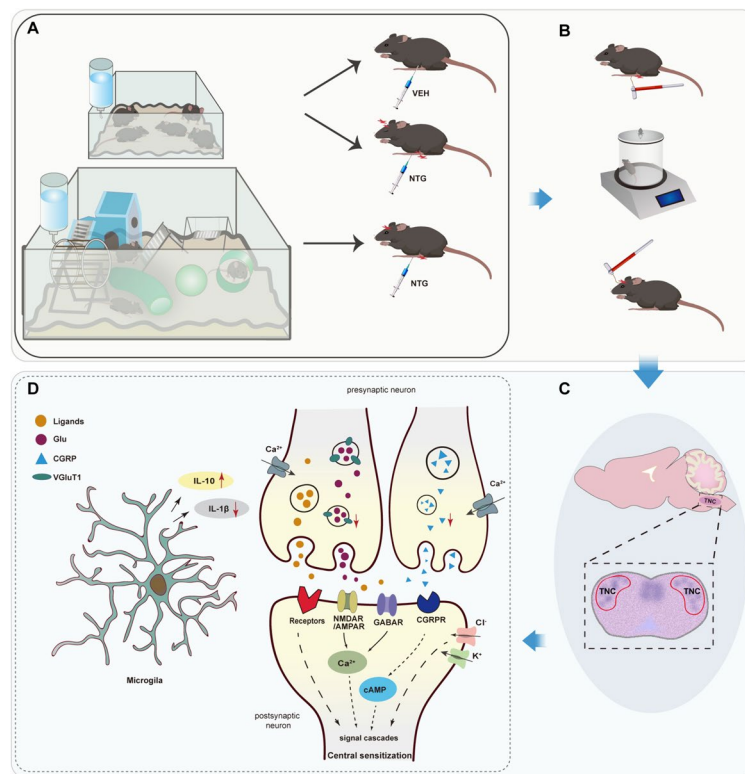 A
VEH
NTG
NTG
B
C
TNC
TNC
TNC
D
Ligands
Glu
CGRP
VGluT1
IL-10
IL-1β
Microgila
presynaptic neuron
Ca²⁺
Ca²⁺
Receptors
NMDAR
/AMPAR
GABAR
CGRPR
Cl⁻
K⁺
Ca²⁺
cAMP
postsynaptic
neuron
signal cascades
Central sensitization